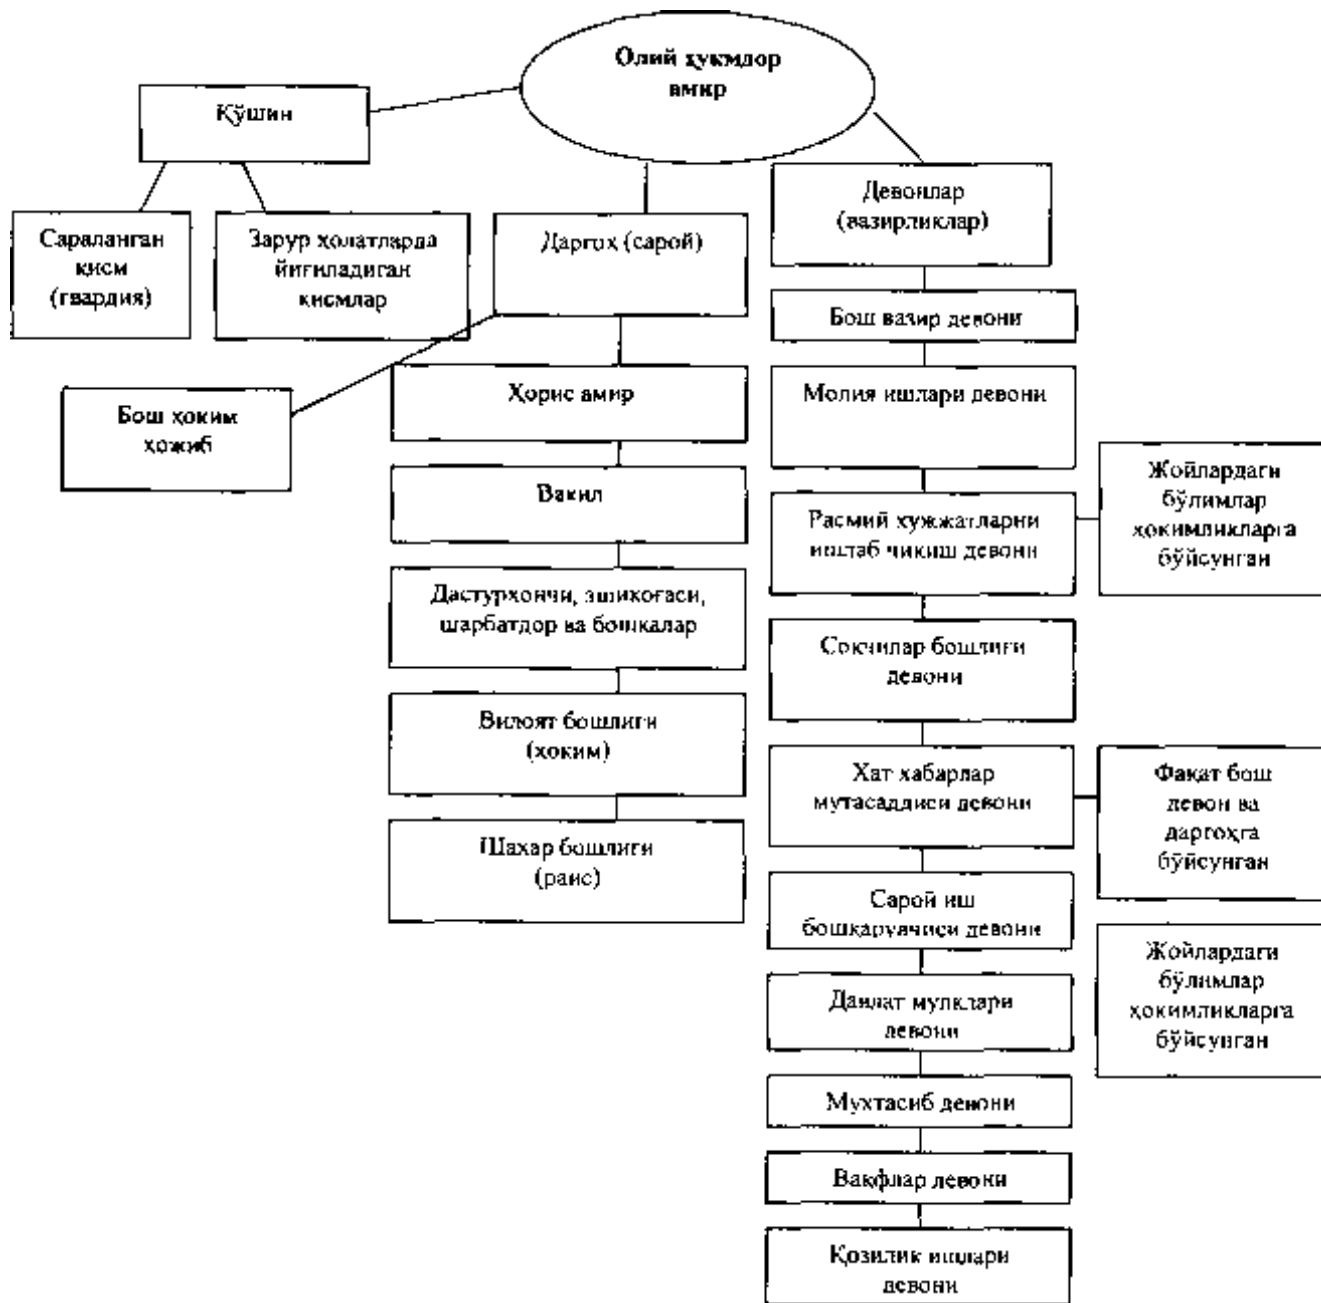 Олий ҳукмдор
амир
Қўшин
Девонлар
(вазирликлар)
Сараланган
қисм
(гвардия)
Зарур ҳолатларда
йиғиладиган
қисмлар
Даргоҳ (сарой)
Бош вазир девони
Ҳорис амир
Молия ишлари девони
Бош ҳоким
ҳожиб
Вакил
Расмий ҳужжатларни
иштаб чиқиш девони
Жойлардаги
бўлимлар
ҳокимликларга
бўйсунган
Дастурхончи, эшикоғаси,
шарбатдор ва бошқалар
Соқчилар бошлиғи
девони
Вилоят бошлиғи
(ҳоким)
Хат хабарлар
мутасаддиси девони
Фақат бош
девон ва
даргоҳга
бўйсунган
Шаҳар бошлиғи
(раис)
Сарой иш
бошқарувчиси девони
Жойлардаги
бўлимлар
ҳокимликларга
бўйсунган
Давлат мулклари
девони
Мухтасиб девони
Вақфлар девони
Қозилик ишлари
девони